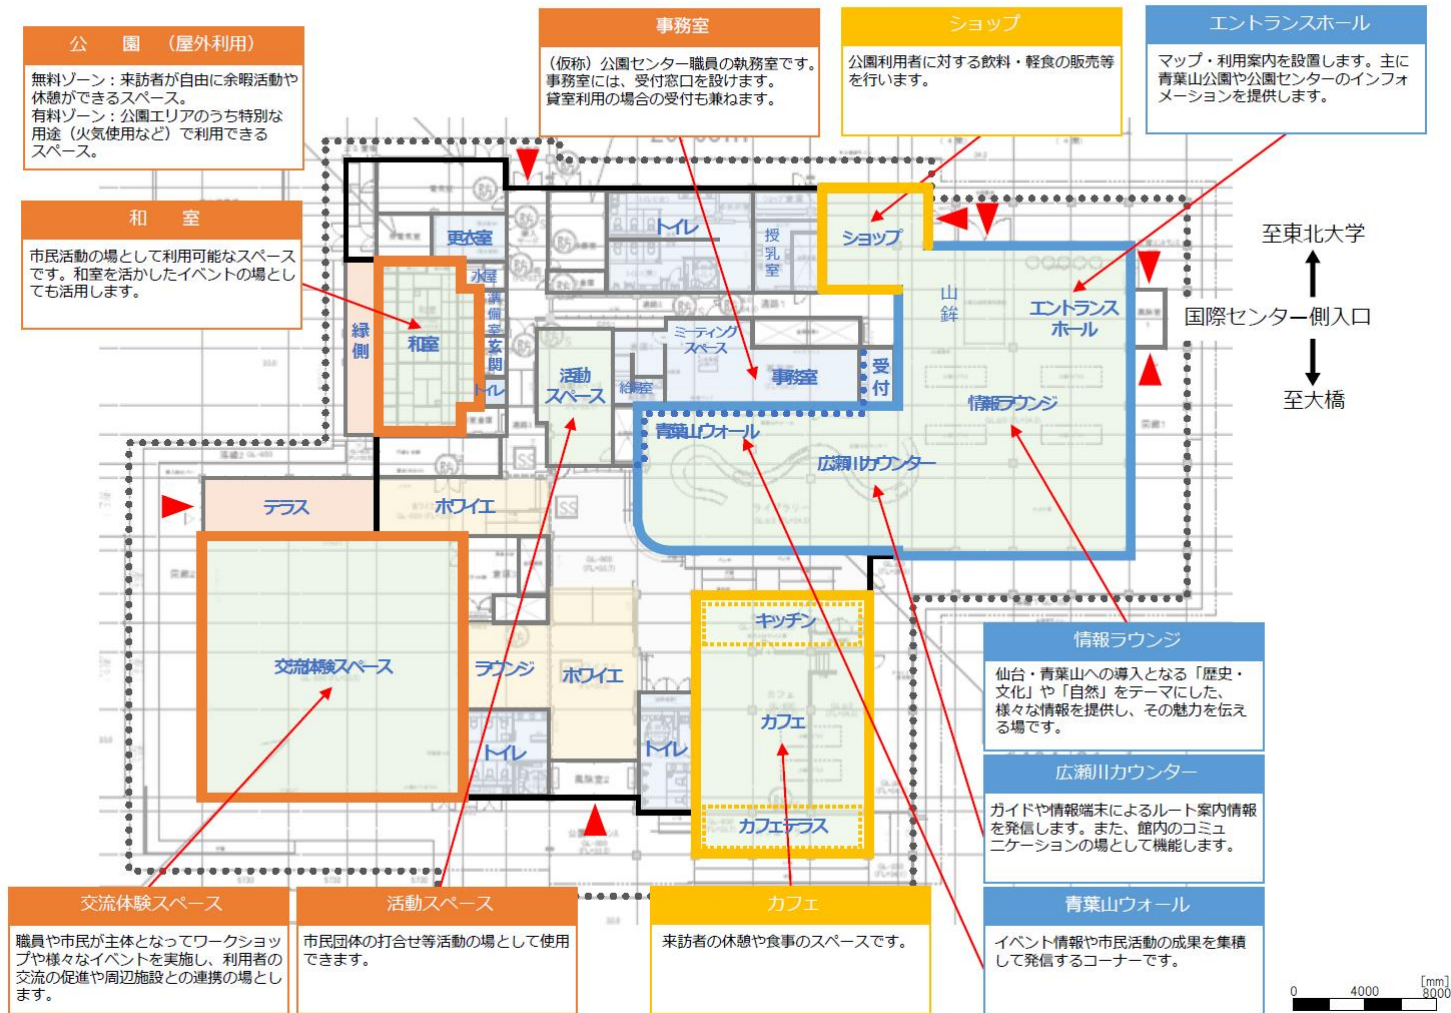 公　園　（屋外利用）
無料ゾーン：来訪者が自由に余暇活動や
休憩ができるスペース。
有料ゾーン：公園エリアのうち特別な
用途（火気使用など）で利用できる
スペース。
事務室
（仮称）公園センター職員の執務室です。
事務室には、受付窓口を設けます。
貸室利用の場合の受付も兼ねます。
ショップ
公園利用者に対する飲料・軽食の販売等
を行います。
エントランスホール
マップ・利用案内を設置します。主に
青葉山公園や公園センターのインフォ
メーションを提供します。
和　室
市民活動の場として利用可能なスペース
です。和室を活かしたイベントの場とし
ても活用します。
更衣室
水屋
準備室
玄関
トイレ
縁側
和室
トイレ
授乳室
ショップ
山鉾
エントランス
ホール
至東北大学
国際センター側入口
至大橋
ミーティング
スペース
事務室
受付
給湯室
活動
スペース
情報ラウンジ
青葉山ウォール
広瀬川カウンター
ライブラリー
テラス
ホワイエ
SS
SS
交流体験スペース
ラウンジ
ホワイエ
キッチン
カフェ
カフェテラス
トイレ
トイレ
風除室2
情報ラウンジ
仙台・青葉山への導入となる「歴史・
文化」や「自然」をテーマにした、
様々な情報を提供し、その魅力を伝え
る場です。
広瀬川カウンター
ガイドや情報端末によるルート案内情報
を発信します。また、館内のコミュ
ニケーションの場として機能します。
青葉山ウォール
イベント情報や市民活動の成果を集積
して発信するコーナーです。
交流体験スペース
職員や市民が主体となってワークショッ
プや様々なイベントを実施し、利用者の
交流の促進や周辺施設との連携の場とし
ます。
活動スペース
市民団体の打合せ等活動の場として使用
できます。
カフェ
来訪者の休憩や食事のスペースです。
[mm]
0 4000 8000